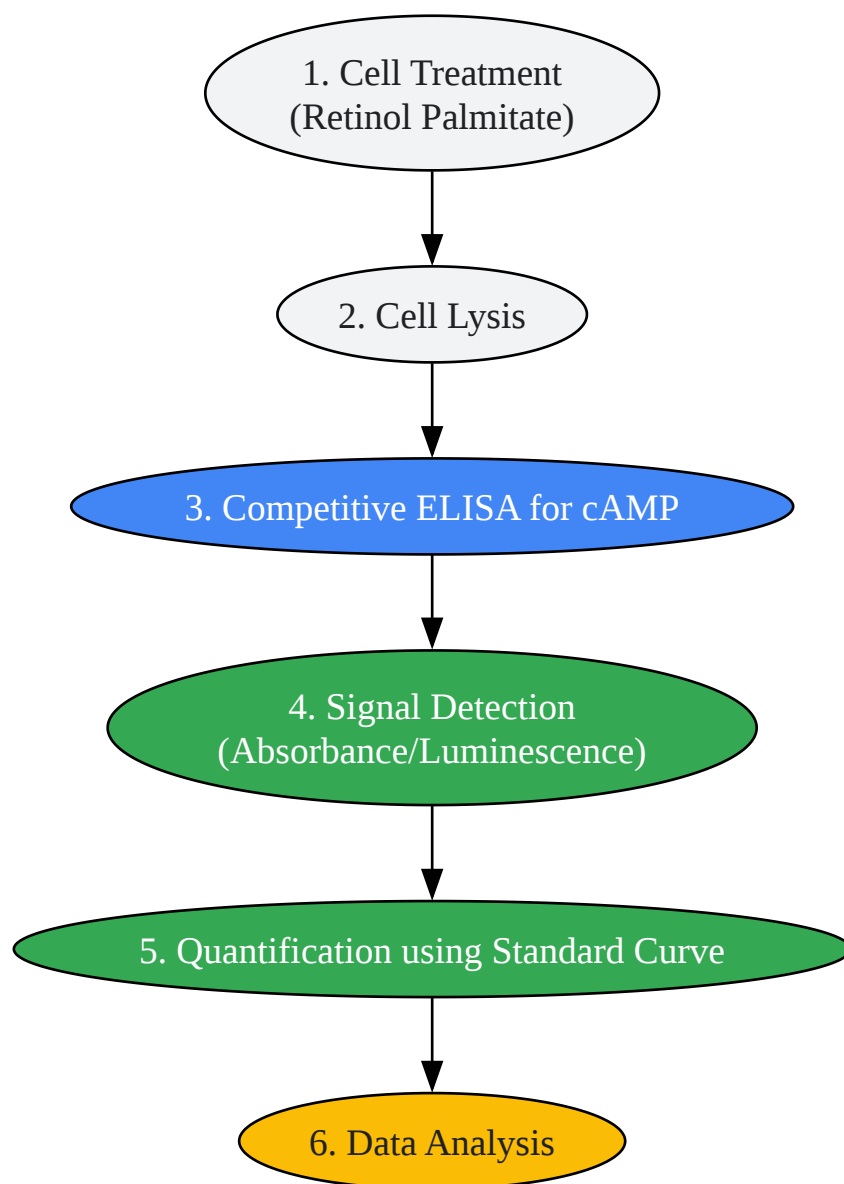 1. Cell Treatment
(Retinol Palmitate)
2. Cell Lysis
3. Competitive ELISA for cAMP
4. Signal Detection
(Absorbance/Luminescence)
5. Quantification using Standard Curve
6. Data Analysis